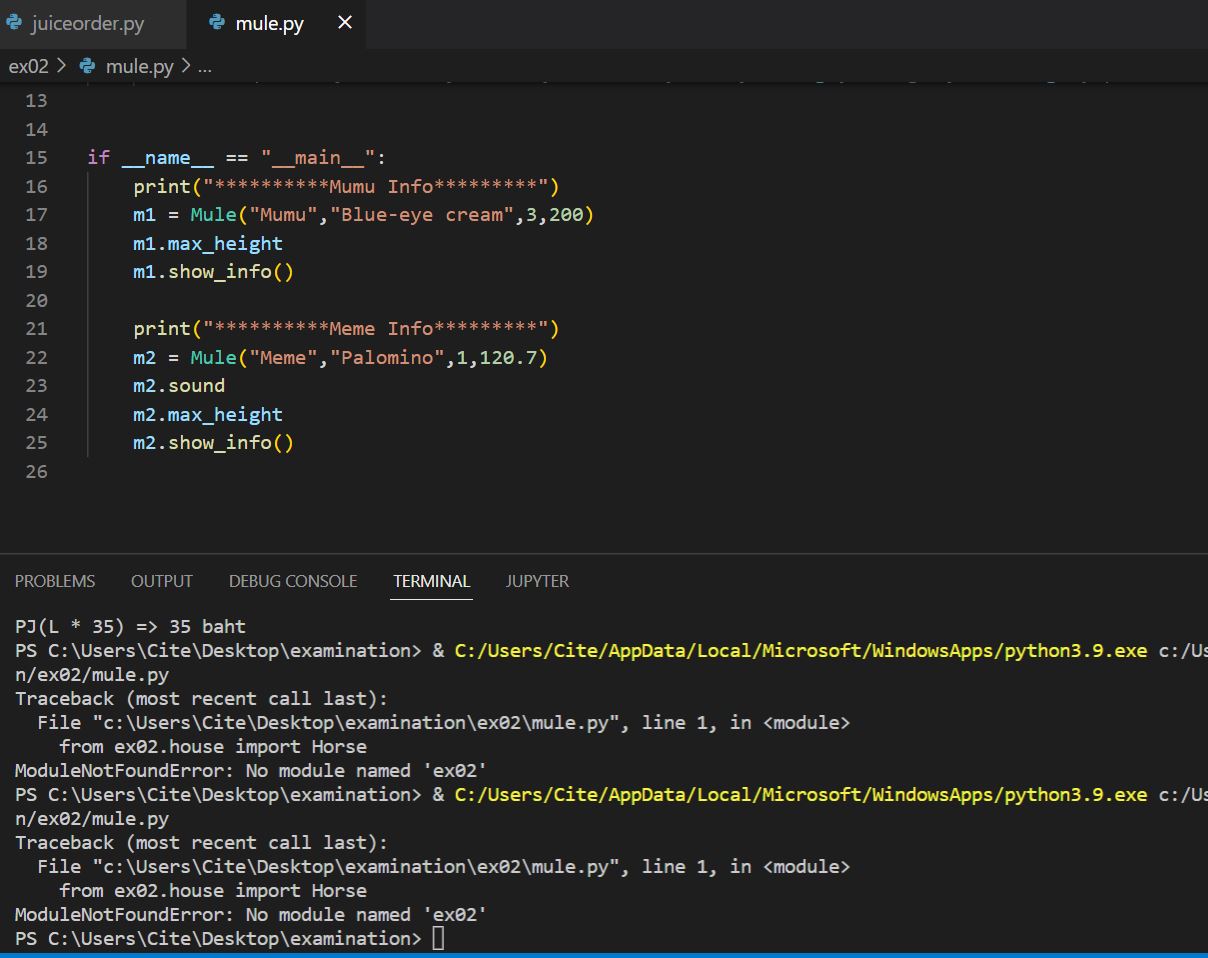 juiceorder.py mule.py ×
ex02 > mule.py > ...
13
14
15 if __name__ == "__main__":
16 print("**********Mumu Info*********")
17 m1 = Mule("Mumu","Blue-eye cream",3,200)
18 m1.max_height
19 m1.show_info()
20
21 print("**********Meme Info*********")
22 m2 = Mule("Meme","Palomino",1,120.7)
23 m2.sound
24 m2.max_height
25 m2.show_info()
26
PROBLEMS OUTPUT DEBUG CONSOLE TERMINAL JUPYTER
PJ(L * 35) => 35 baht
PS C:\Users\Cite\Desktop\examination> & C:/Users/Cite/AppData/Local/Microsoft/WindowsApps/python3.9.exe c:/Us
n/ex02/mule.py
Traceback (most recent call last):
File "c:\Users\Cite\Desktop\examination\ex02\mule.py", line 1, in <module>
from ex02.house import Horse
ModuleNotFoundError: No module named 'ex02'
PS C:\Users\Cite\Desktop\examination> & C:/Users/Cite/AppData/Local/Microsoft/WindowsApps/python3.9.exe c:/Us
n/ex02/mule.py
Traceback (most recent call last):
File "c:\Users\Cite\Desktop\examination\ex02\mule.py", line 1, in <module>
from ex02.house import Horse
ModuleNotFoundError: No module named 'ex02'
PS C:\Users\Cite\Desktop\examination>